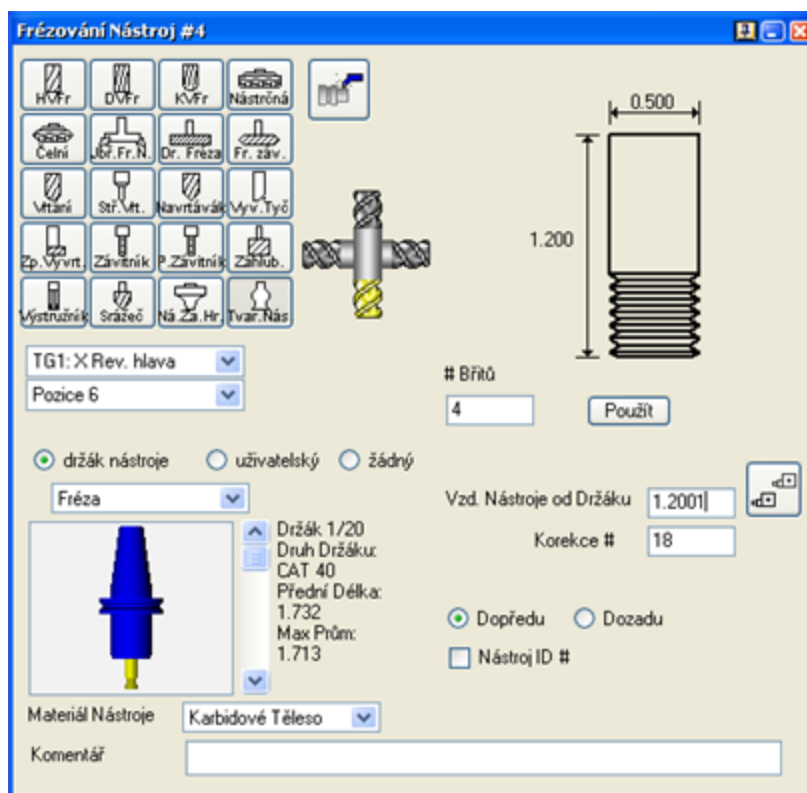 Frézování Nástroj #4
HVFr DVFr KVFr Nástrčná
Čelní Jbř.Fr.N. Dr. Fréza Fr. záv.
Vrtání Stř.Vrt. Navrtávák Vyv.Tyč
Zp.Vyvrt. Závitník P.Závitník Záhlub.
Výstružník Srážeč Ná.Za.Hr. Tvar.Nás
0.500
1.200
TG1: X Rev. hlava
Pozice 6
# Břitů
4
Použít
držák nástroje uživatelský žádný
Fréza
Vzd. Nástroje od Držáku 1.2001
Korekce # 18
Držák 1/20
Druh Držáku:
CAT 40
Přední Délka:
1.732
Max Prům:
1.713
Dopředu Dozadu
Nástroj ID #
Materiál Nástroje Karbidové Těleso
Komentář